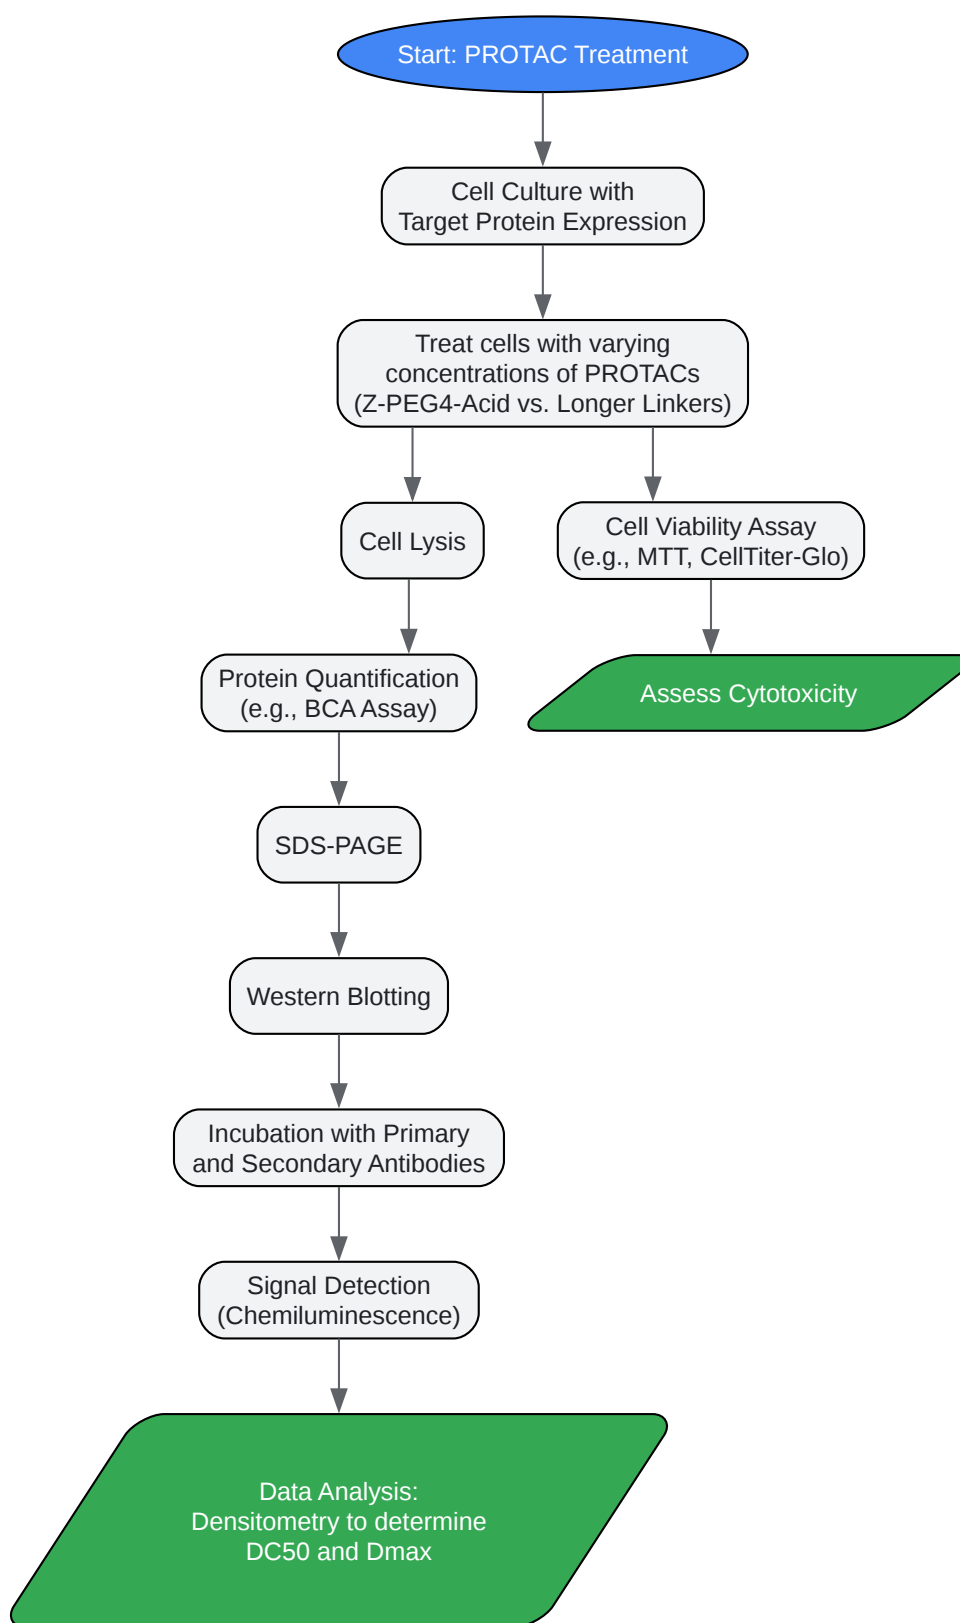 Start: PROTAC Treatment
Cell Culture with
Target Protein Expression
Treat cells with varying
concentrations of PROTACs
(Z-PEG4-Acid vs. Longer Linkers)
Cell Lysis
Cell Viability Assay
(e.g., MTT, CellTiter-Glo)
Protein Quantification
(e.g., BCA Assay)
Assess Cytotoxicity
SDS-PAGE
Western Blotting
Incubation with Primary
and Secondary Antibodies
Signal Detection
(Chemiluminescence)
Data Analysis:
Densitometry to determine
DC50 and Dmax